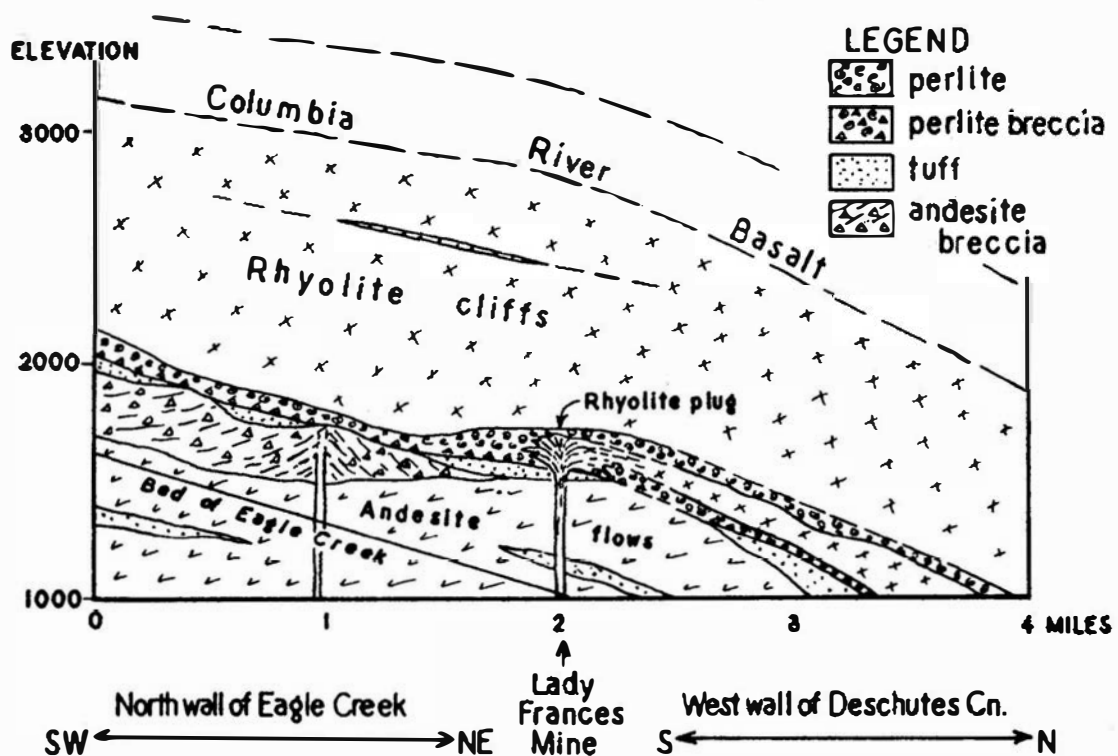 ELEVATION
3000
2000
1000
LEGEND
perlite
perlite breccia
tuff
andesite
breccia
Columbia River Basalt
Rhyolite cliffs
Rhyolite plug
Bed of Eagle Creek
Andesite flows
0 1 2 3 4 MILES
North wall of Eagle Creek
SW NE
Lady
Frances
Mine
West wall of Deschutes Cn.
S N